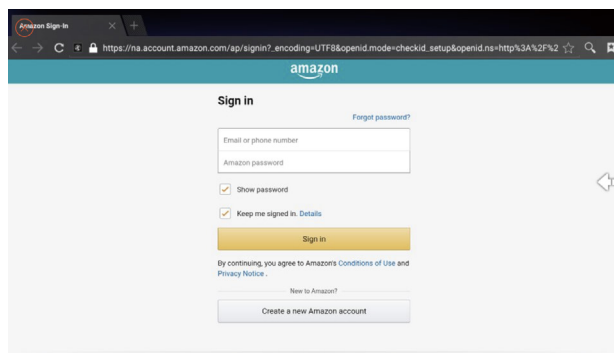 Amazon Sign-In
https://na.account.amazon.com/ap/signin?_encoding=UTF8&openid.mode=checkid_setup&openid.ns=http%3A%2F%2
amazon
Sign in
Forgot password?
Email or phone number
Amazon password
Show password
Keep me signed in. Details
Sign in
By continuing, you agree to Amazon's Conditions of Use and
Privacy Notice .
New to Amazon?
Create a new Amazon account